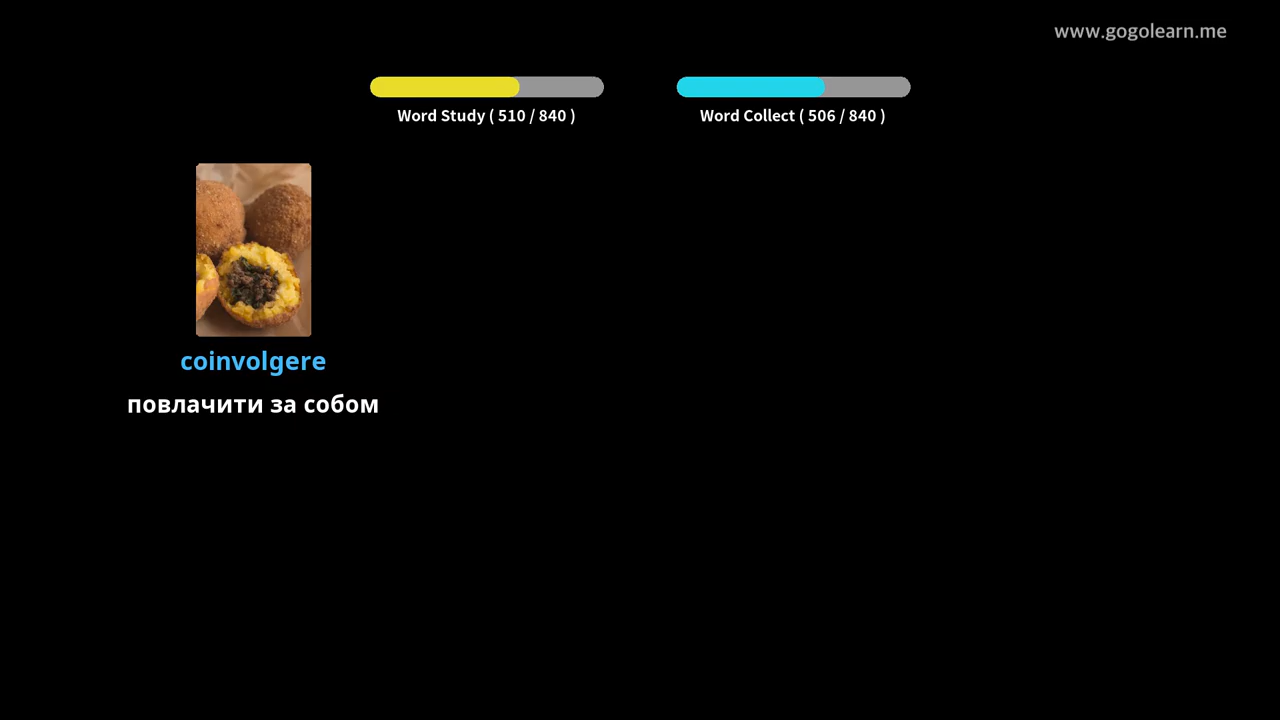 www.gogolearn.me
Word Study ( 510 / 840 )
Word Collect ( 506 / 840 )
coinvolgere
повлачити за собом